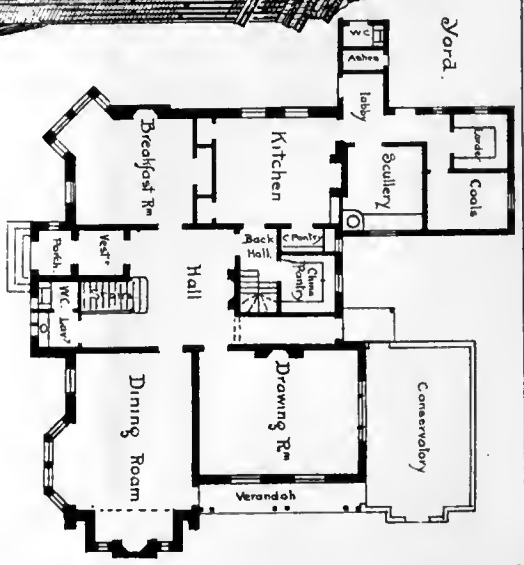 Yard.
W C
Ashes
Lobby
Larder
Coals
Scullery
Kitchen
Breakfast Rm
Back
Hall.
C. Pantry
China
Pantry
Porch.
Vest.e
Hall
W.C.
Lavy
Dining Room
Drawing Rm
Conservatory
Verandah